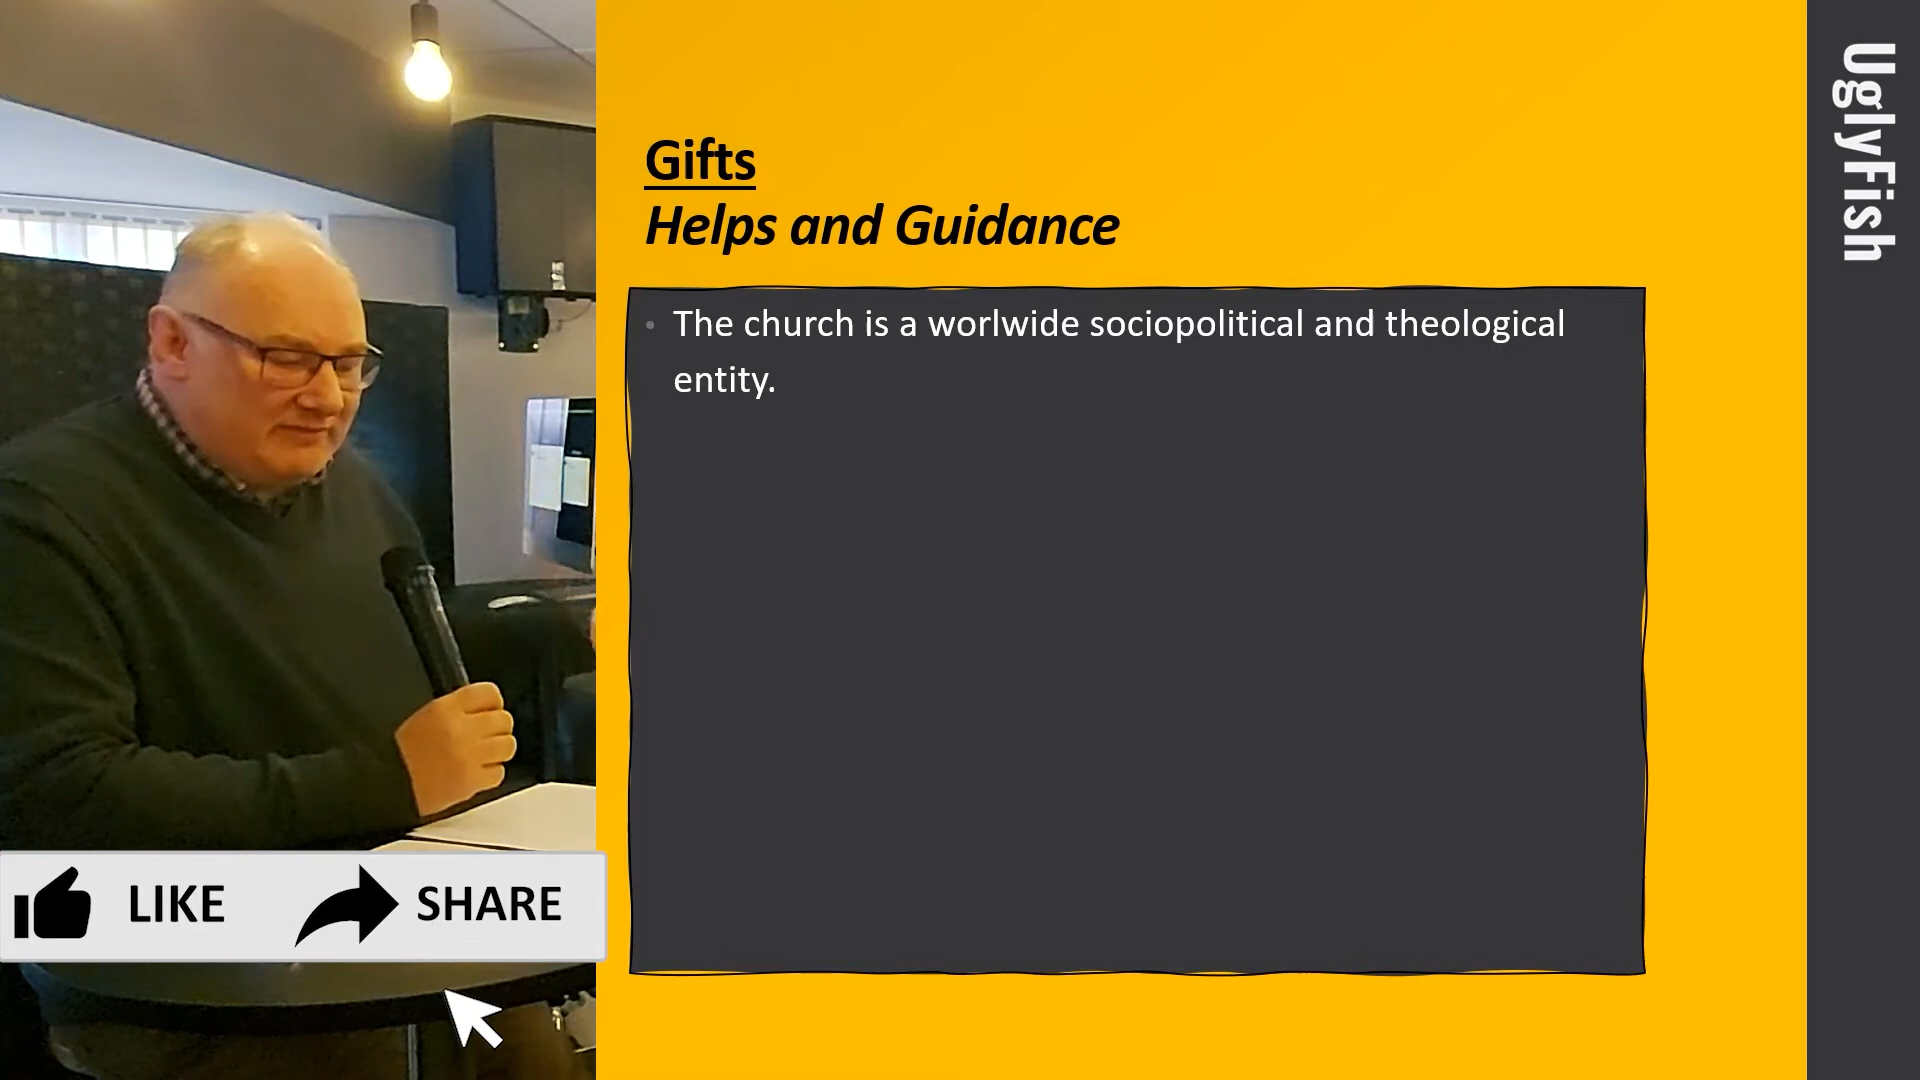 Gifts
Helps and Guidance
• The church is a worlwide sociopolitical and theological
entity.
LIKE
SHARE
UglyFish